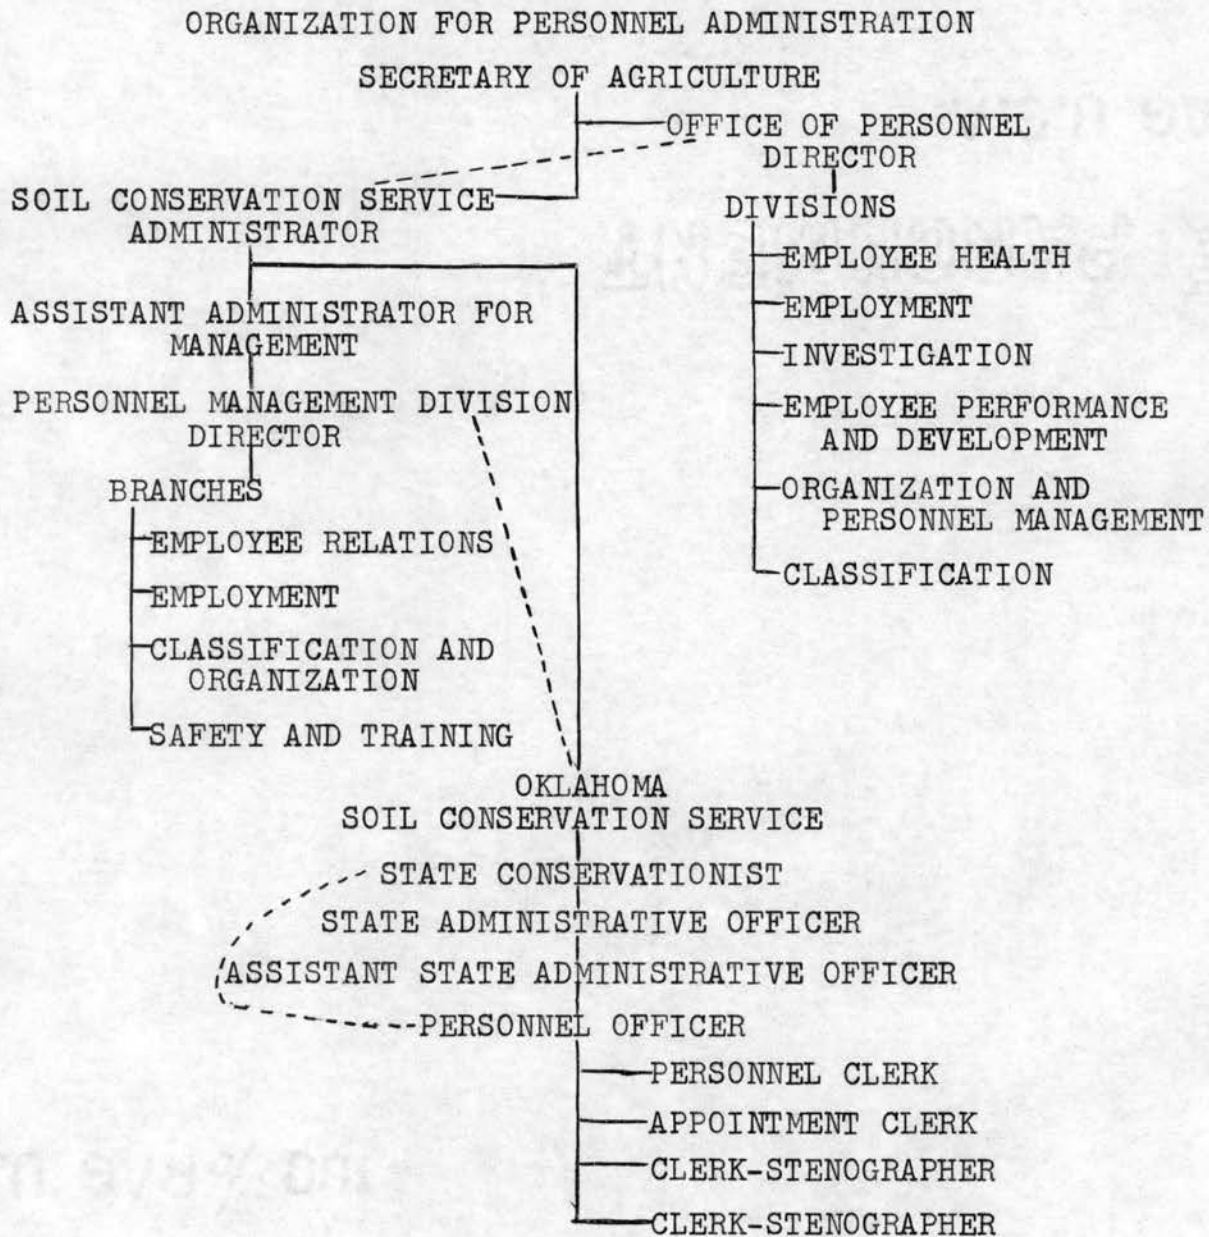 ORGANIZATION FOR PERSONNEL ADMINISTRATION
SECRETARY OF AGRICULTURE
OFFICE OF PERSONNEL
DIRECTOR
SOIL CONSERVATION SERVICE
ADMINISTRATOR
DIVISIONS
EMPLOYEE HEALTH
EMPLOYMENT
INVESTIGATION
EMPLOYEE PERFORMANCE
AND DEVELOPMENT
ORGANIZATION AND
PERSONNEL MANAGEMENT
CLASSIFICATION
ASSISTANT ADMINISTRATOR FOR
MANAGEMENT
PERSONNEL MANAGEMENT DIVISION
DIRECTOR
BRANCHES
EMPLOYEE RELATIONS
EMPLOYMENT
CLASSIFICATION AND
ORGANIZATION
SAFETY AND TRAINING
OKLAHOMA
SOIL CONSERVATION SERVICE
STATE CONSERVATIONIST
STATE ADMINISTRATIVE OFFICER
ASSISTANT STATE ADMINISTRATIVE OFFICER
PERSONNEL OFFICER
PERSONNEL CLERK
APPOINTMENT CLERK
CLERK-STENOGRAPHER
CLERK-STENOGRAPHER